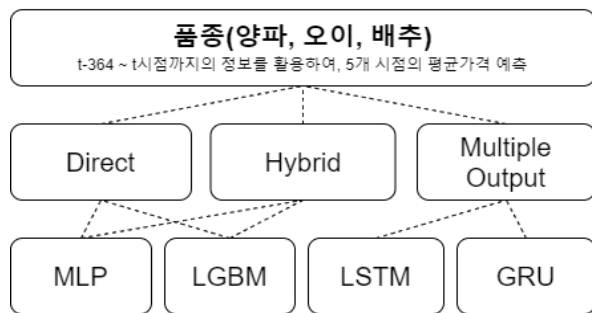 품종(양파, 오이, 배추)
t-364 ~ t시점까지의 정보를 활용하여, 5개 시점의 평균가격 예측
Direct
Hybrid
Multiple
Output
MLP
LGBM
LSTM
GRU